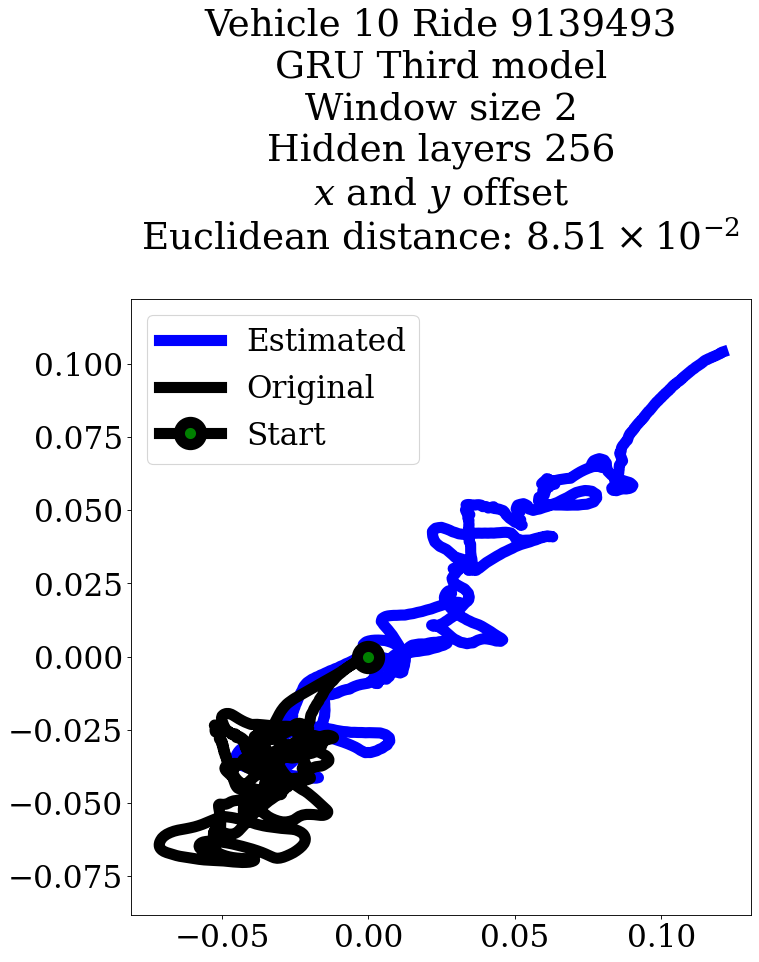 Vehicle 10 Ride 9139493
GRU Third model
Window size 2
Hidden layers 256
x and y offset
Euclidean distance: 8.51 × 10⁻²
Estimated
Original
Start
0.100
0.075
0.050
0.025
0.000
−0.025
−0.050
−0.075
−0.05 0.00 0.05 0.10